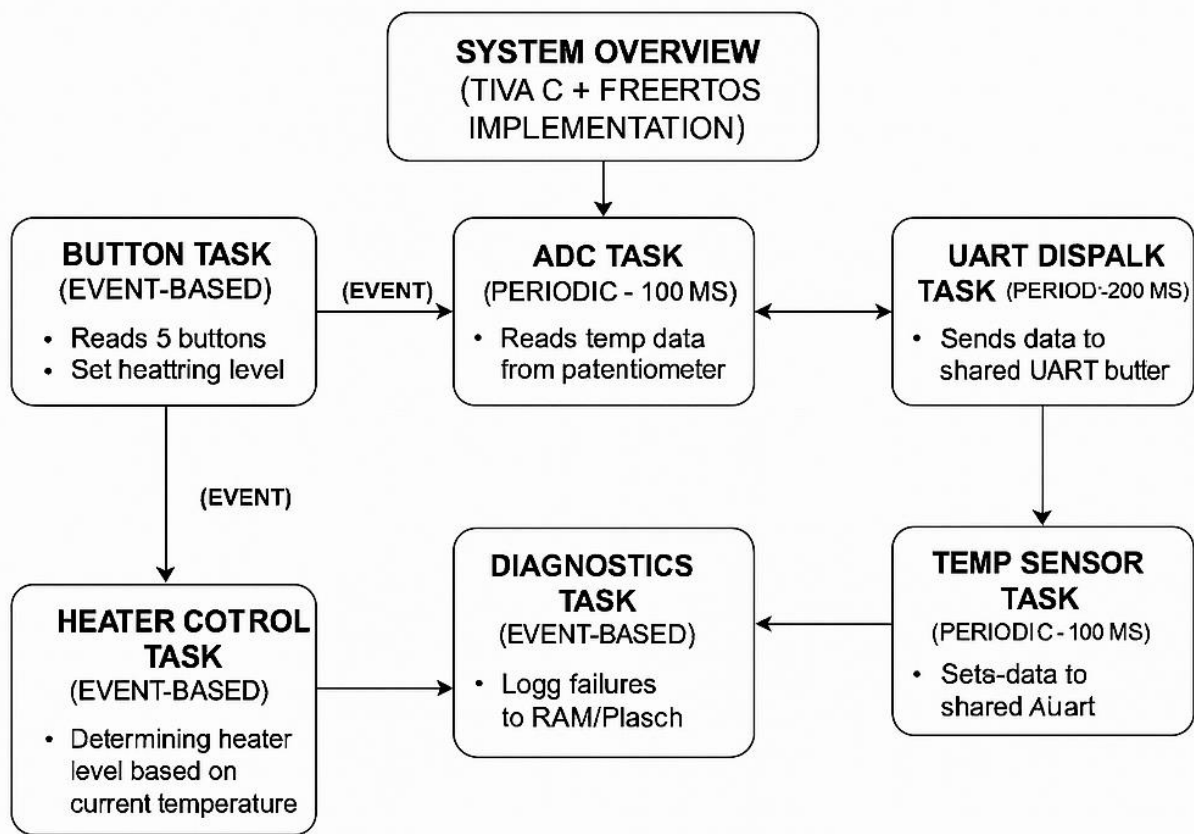 SYSTEM OVERVIEW
(TIVA C + FREERTOS
IMPLEMENTATION)
BUTTON TASK
(EVENT-BASED)
• Reads 5 buttons
• Set heattring level
(EVENT)
ADC TASK
(PERIODIC - 100 MS)
• Reads temp data
from patentiometer
UART DISPALK
TASK (PERIOD:-200 MS)
• Sends data to
shared UART butter
(EVENT)
HEATER COTROL
TASK
(EVENT-BASED)
• Determining heater
level based on
current temperature
DIAGNOSTICS
TASK
(EVENT-BASED)
• Logg failures
to RAM/Plasch
TEMP SENSOR
TASK
(PERIODIC - 100 MS)
• Sets-data to
shared Aluart